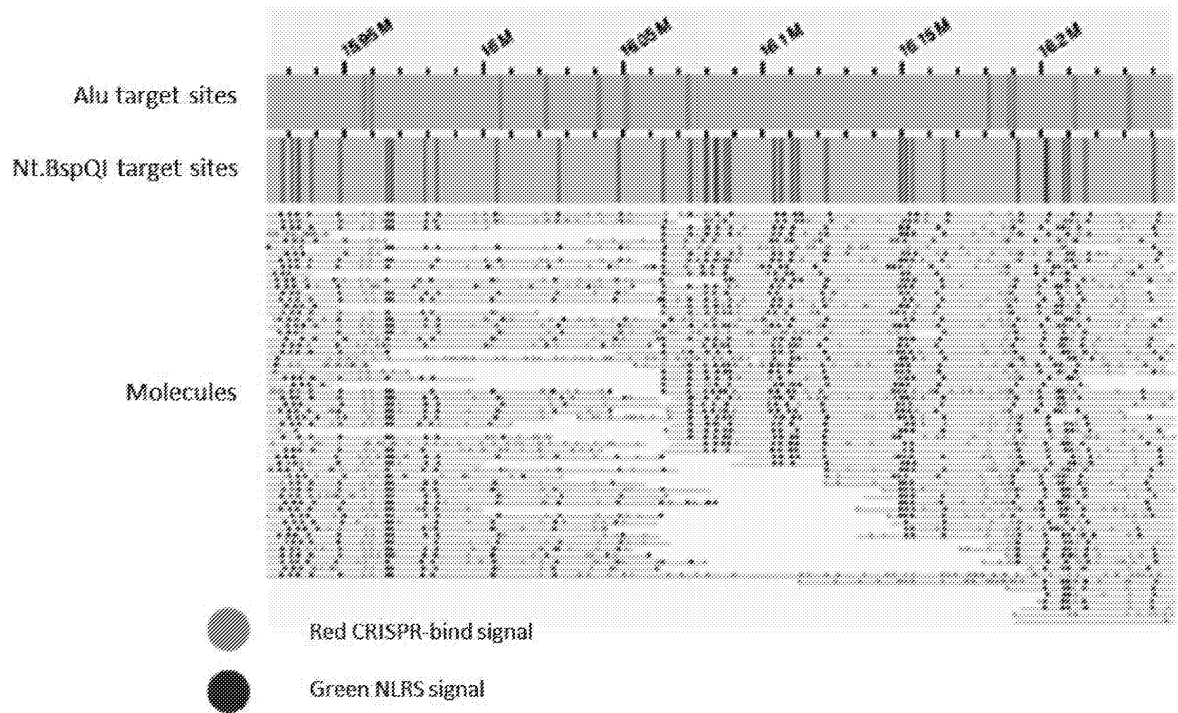 15.95 M
16 M
16.05 M
16.1 M
16.15 M
16.2 M
Alu target sites
Nt.BspQI target sites
Molecules
Red CRISPR-bind signal
Green NLRS signal